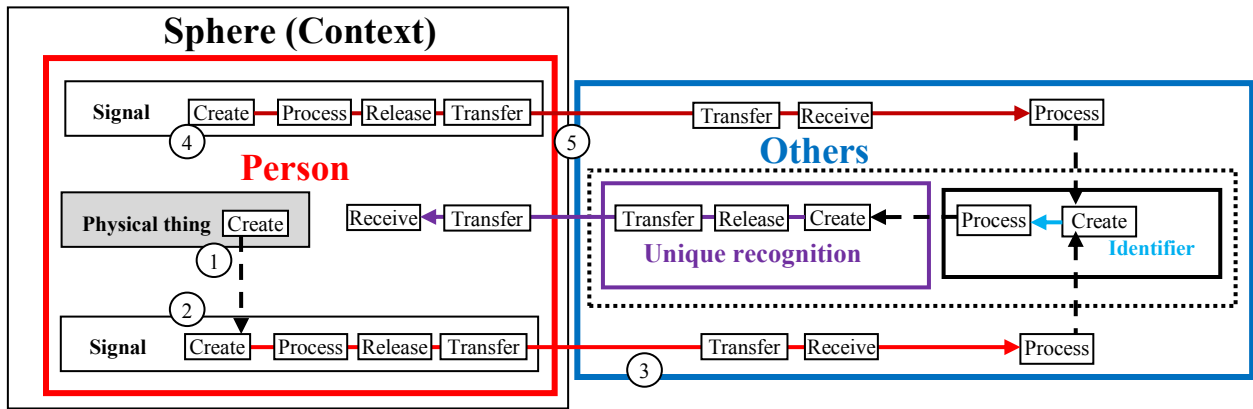 Sphere (Context)
Signal Create Process Release Transfer Transfer Receive Process
4 5
Person Others
Physical thing Create Receive Transfer Transfer Release Create Process Create
Unique recognition Identifier
1
2
Signal Create Process Release Transfer Transfer Receive Process
3